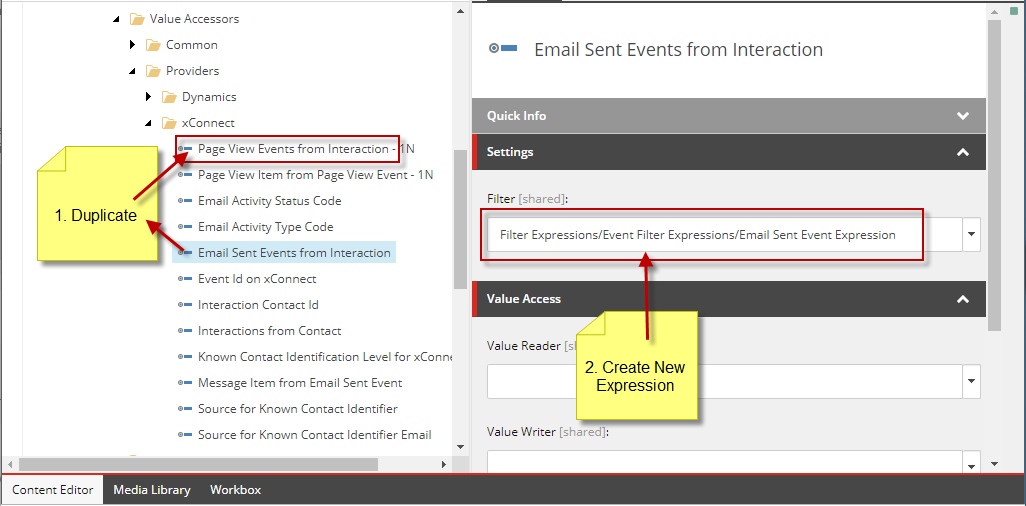 Value Accessors
Common
Providers
Dynamics
xConnect
Page View Events from Interaction - 1N
Page View Item from Page View Event - 1N
Email Activity Status Code
Email Activity Type Code
Email Sent Events from Interaction
Event Id on xConnect
Interaction Contact Id
Interactions from Contact
Known Contact Identification Level for xConne
Message Item from Email Sent Event
Source for Known Contact Identifier
Source for Known Contact Identifier Email
1. Duplicate
Email Sent Events from Interaction
Quick Info
Settings
Filter [shared]:
Filter Expressions/Event Filter Expressions/Email Sent Event Expression
Value Access
Value Reader [s
2. Create New
Expression
Value Writer [shared]:
Content Editor Media Library Workbox